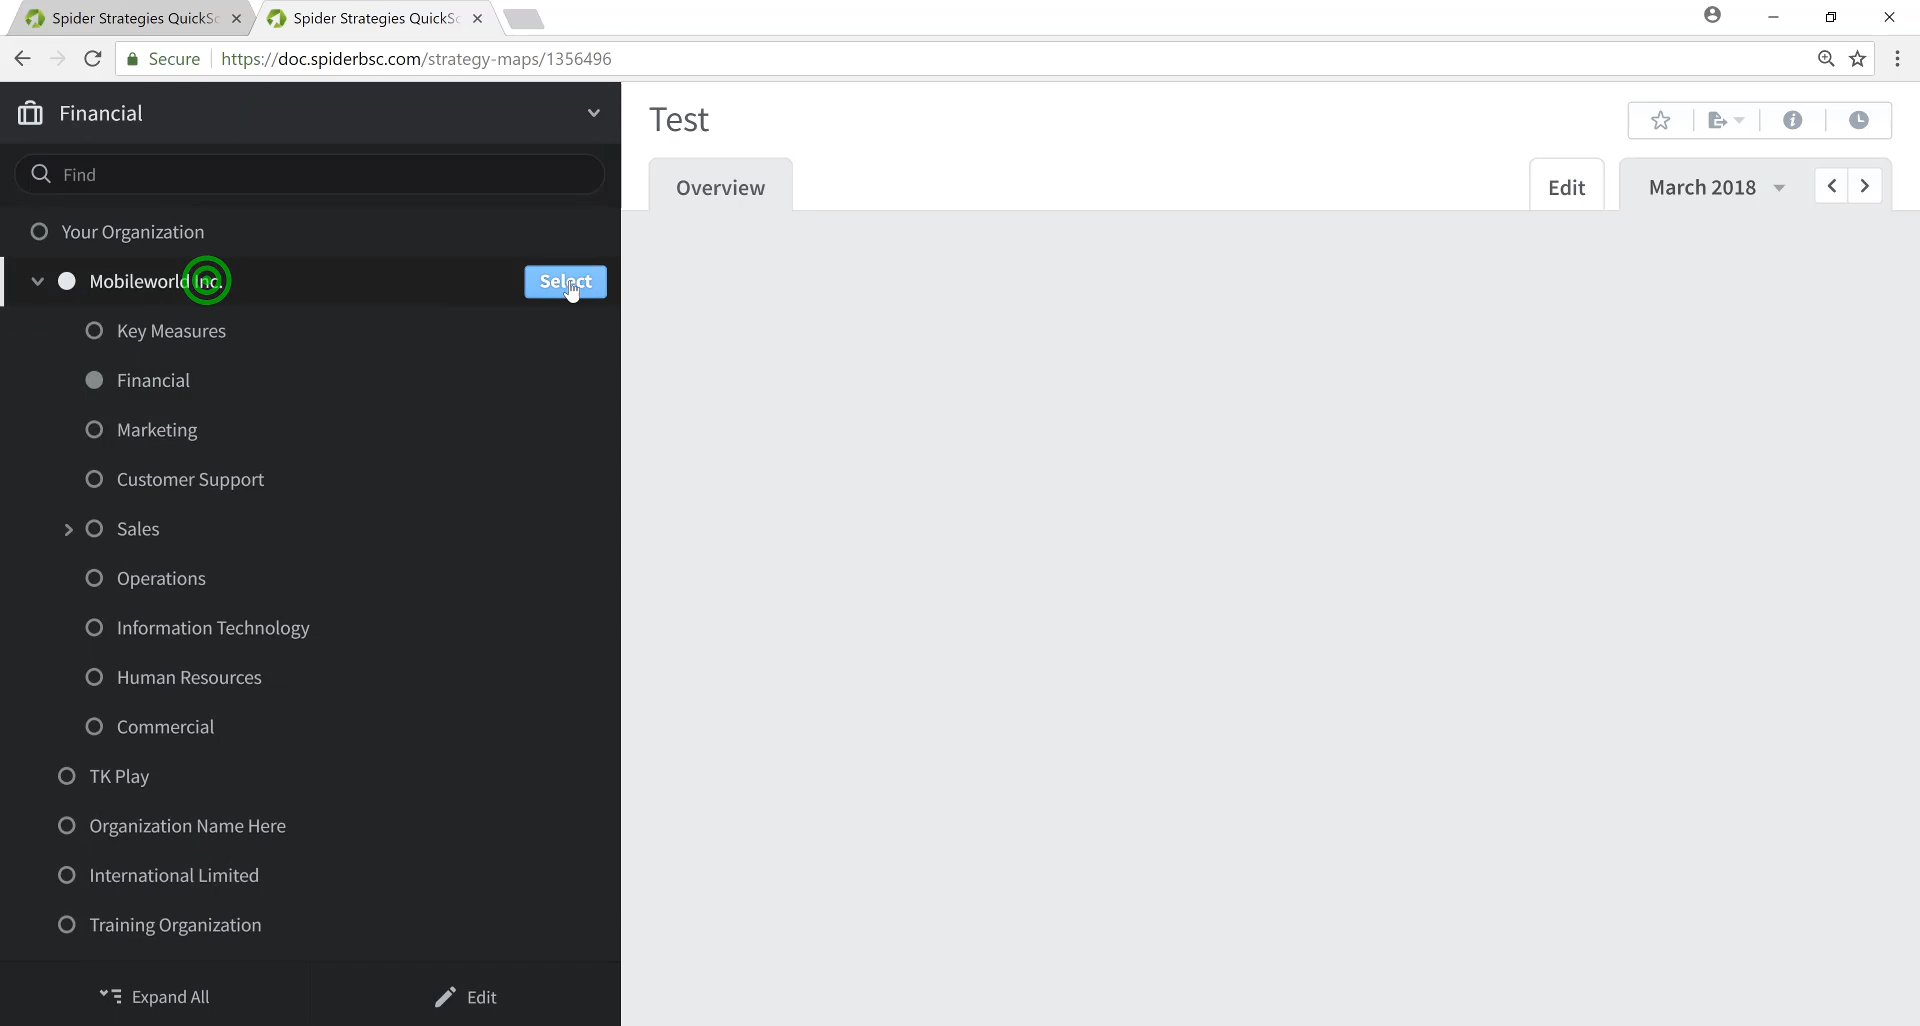 Spider Strategies QuickSc
Spider Strategies QuickSc
Secure https://doc.spiderbsc.com/strategy-maps/1356496
Financial
Find
Your Organization
Mobileworld Inc. Select
Key Measures
Financial
Marketing
Customer Support
Sales
Operations
Information Technology
Human Resources
Commercial
TK Play
Organization Name Here
International Limited
Training Organization
Expand All Edit
Test
Overview Edit March 2018